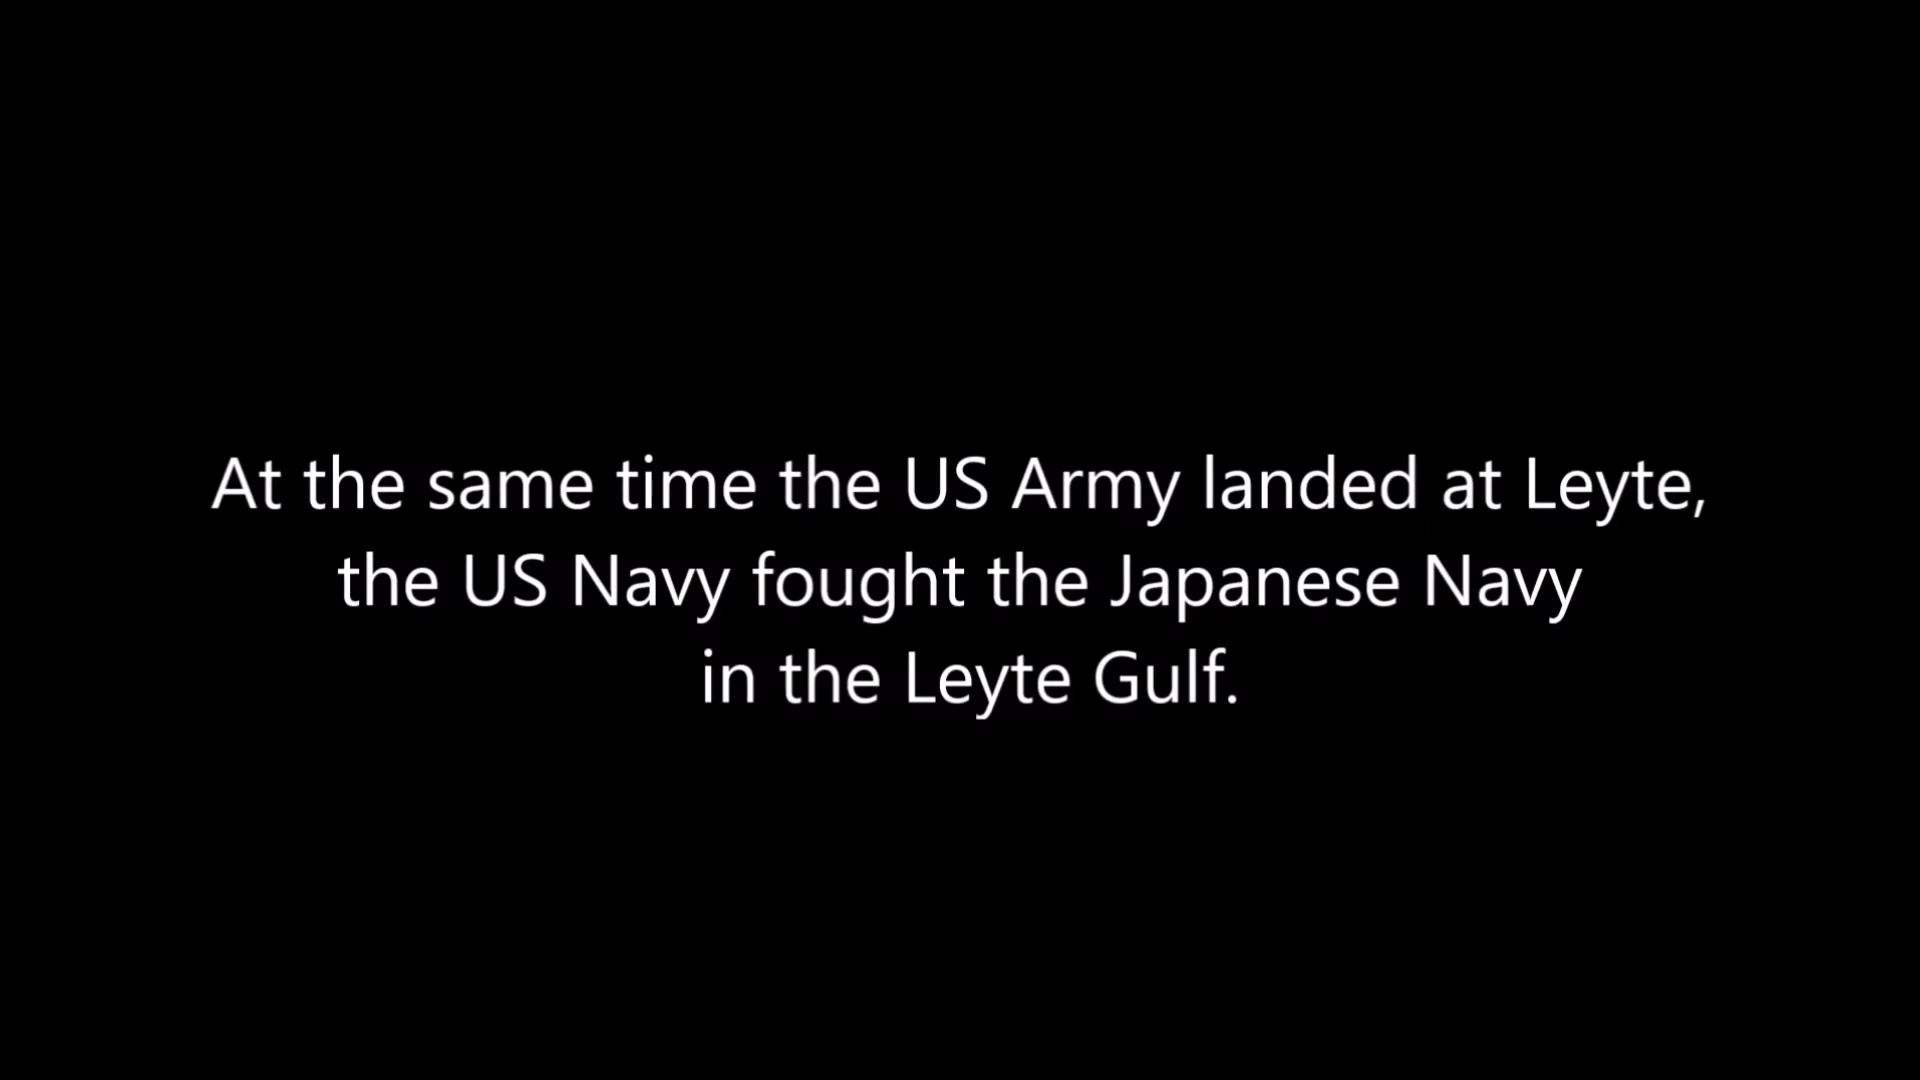 At the same time the US Army landed at Leyte,
the US Navy fought the Japanese Navy
in the Leyte Gulf.